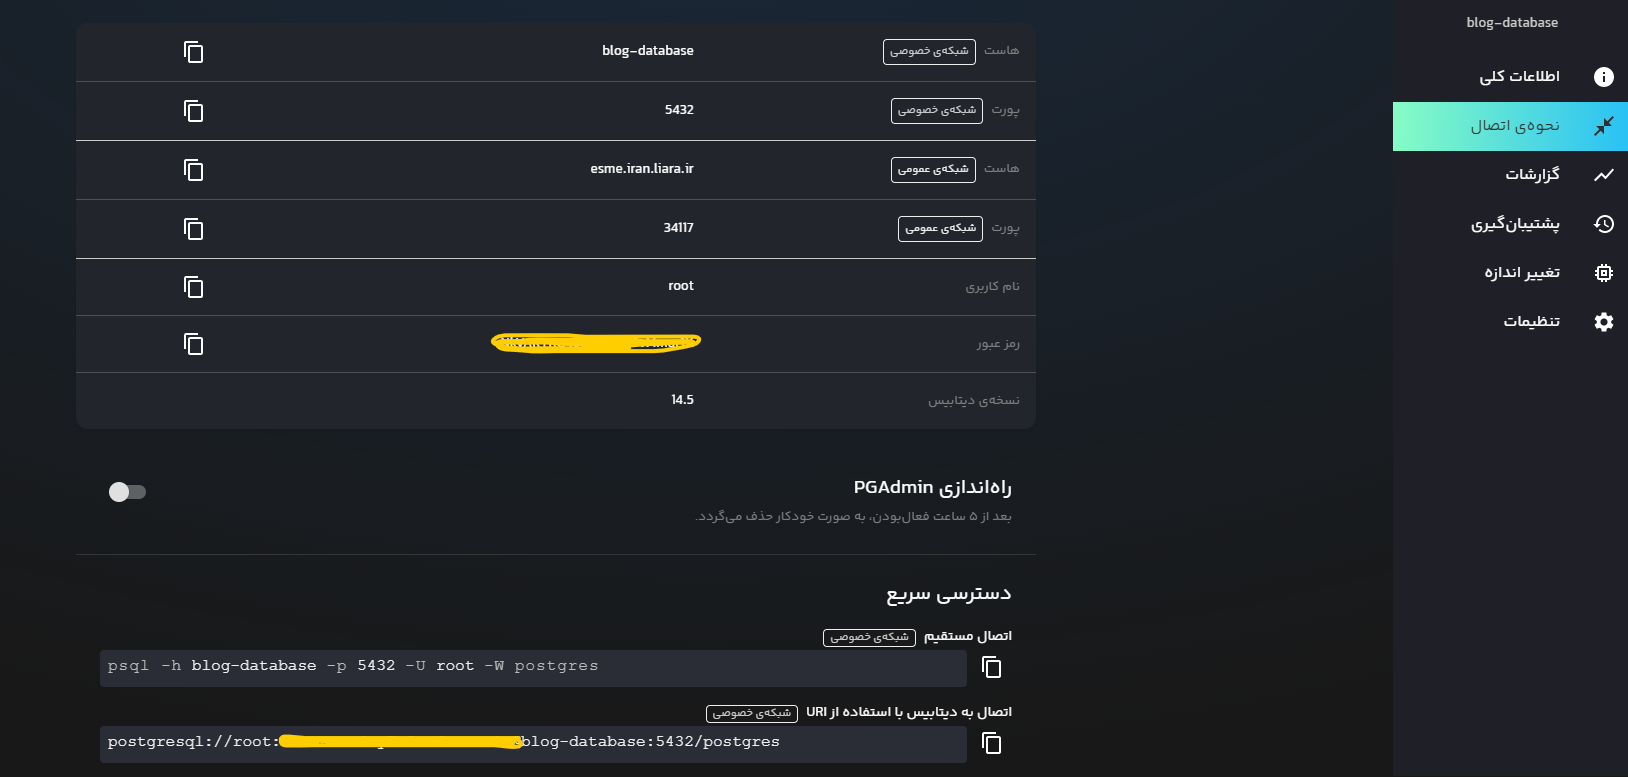 blog-database
اطلاعات کلی
نحوه‌ی اتصال
گزارشات
پشتیبان‌گیری
تغییر اندازه
تنظیمات
هاست شبکه‌ی خصوصی blog-database
پورت شبکه‌ی خصوصی 5432
هاست شبکه‌ی عمومی esme.iran.liara.ir
پورت شبکه‌ی عمومی 34117
نام کاربری root
رمز عبور
نسخه‌ی دیتابیس 14.5
راه‌اندازی PGAdmin
بعد از ۵ ساعت فعال‌بودن، به صورت خودکار حذف می‌گردد.
دسترسی سریع
اتصال مستقیم شبکه‌ی خصوصی
psql -h blog-database -p 5432 -U root -W postgres
اتصال به دیتابیس با استفاده از URI شبکه‌ی خصوصی
postgresql://root: blog-database:5432/postgres